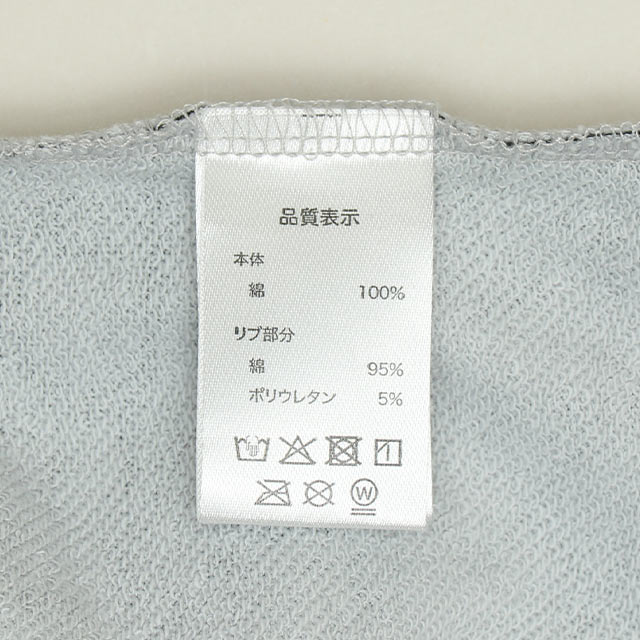 品質表示
本体
綿 100%
リブ部分
綿 95%
ポリウレタン 5%
W